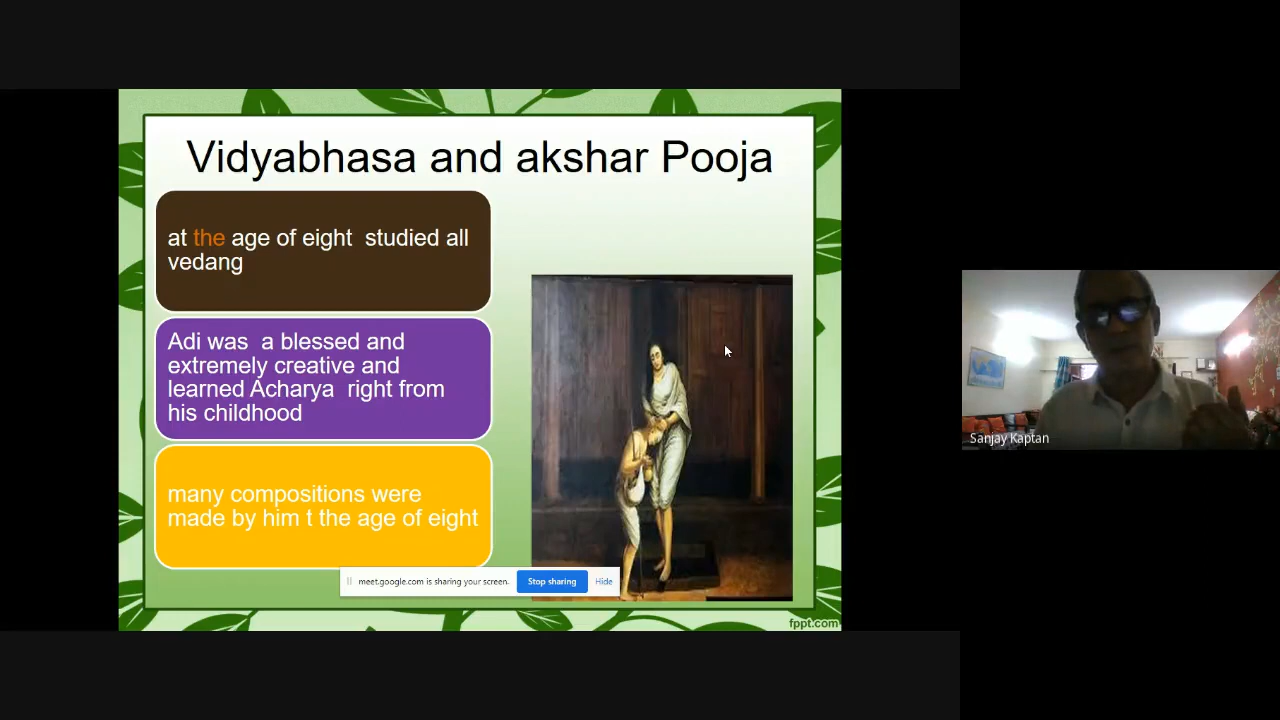 Vidyabhasa and akshar Pooja
at the age of eight  studied all
vedang
Adi was  a blessed and
extremely creative and
learned Acharya  right from
his childhood
many compositions were
made by him t the age of eight
meet.google.com is sharing your screen.
Stop sharing
Hide
fppt.com
Sanjay Kaptan